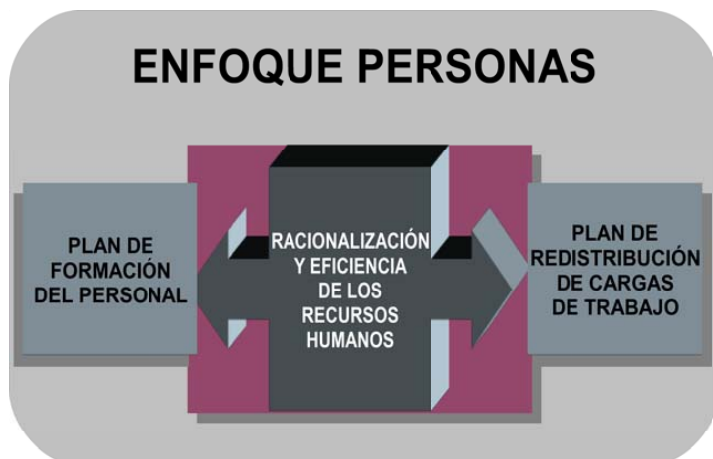 ENFOQUE PERSONAS
PLAN DE
FORMACIÓN
DEL PERSONAL
RACIONALIZACIÓN
Y EFICIENCIA
DE LOS
RECURSOS
HUMANOS
PLAN DE
REDISTRIBUCIÓN
DE CARGAS
DE TRABAJO